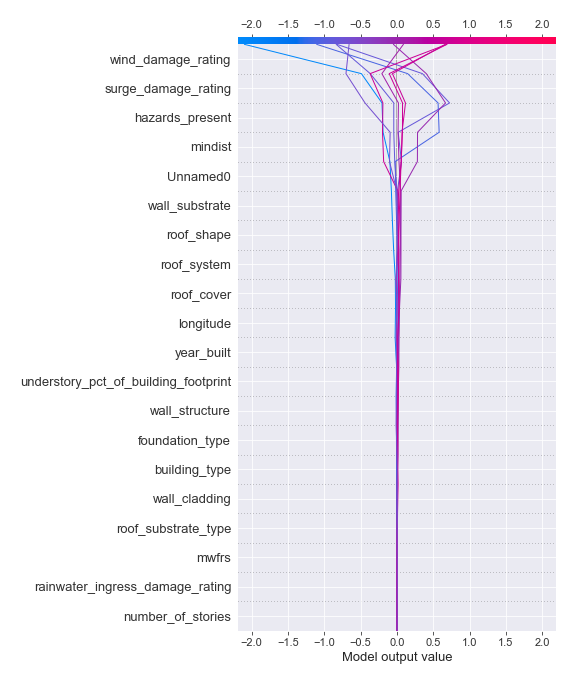 −2.0 −1.5 −1.0 −0.5 0.0 0.5 1.0 1.5 2.0
wind_damage_rating
surge_damage_rating
hazards_present
mindist
Unnamed0
wall_substrate
roof_shape
roof_system
roof_cover
longitude
year_built
understory_pct_of_building_footprint
wall_structure
foundation_type
building_type
wall_cladding
roof_substrate_type
mwfrs
rainwater_ingress_damage_rating
number_of_stories
−2.0 −1.5 −1.0 −0.5 0.0 0.5 1.0 1.5 2.0
Model output value